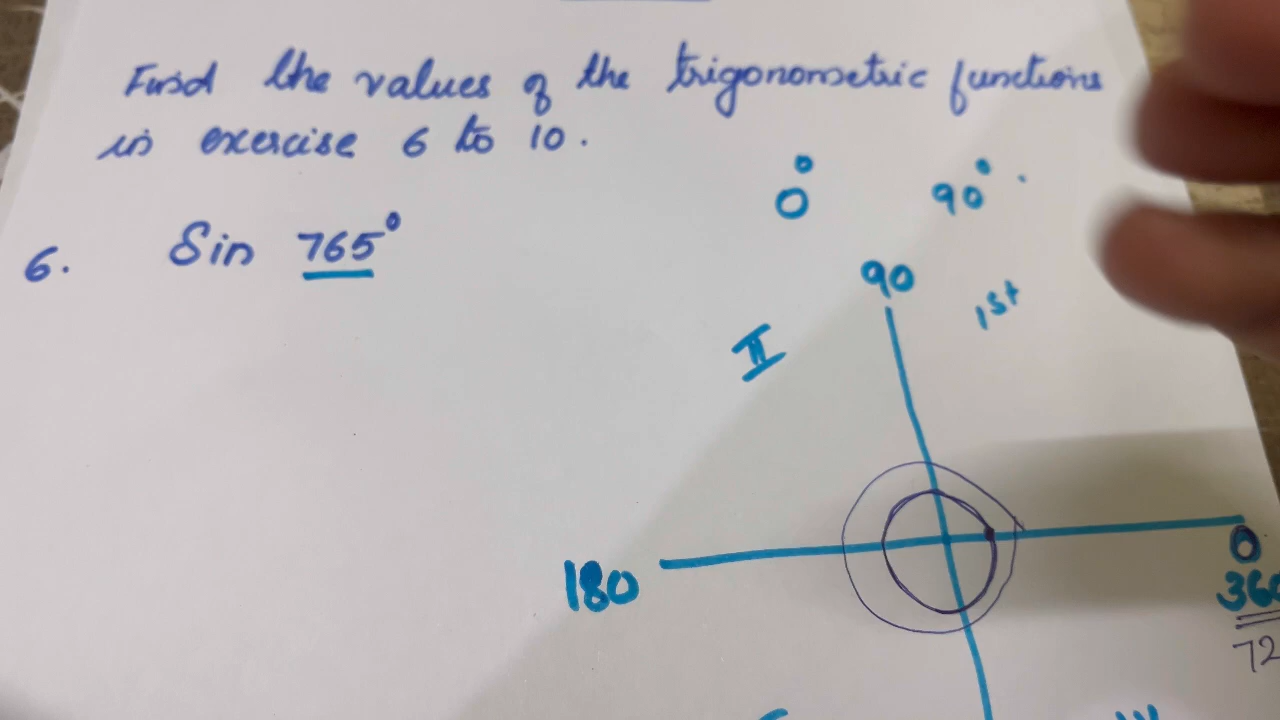 Find the values of the trigonometric functions
in exercise 6 to 10.
0° 90°
6. Sin 765°
90
1st
II
180
0
360
72